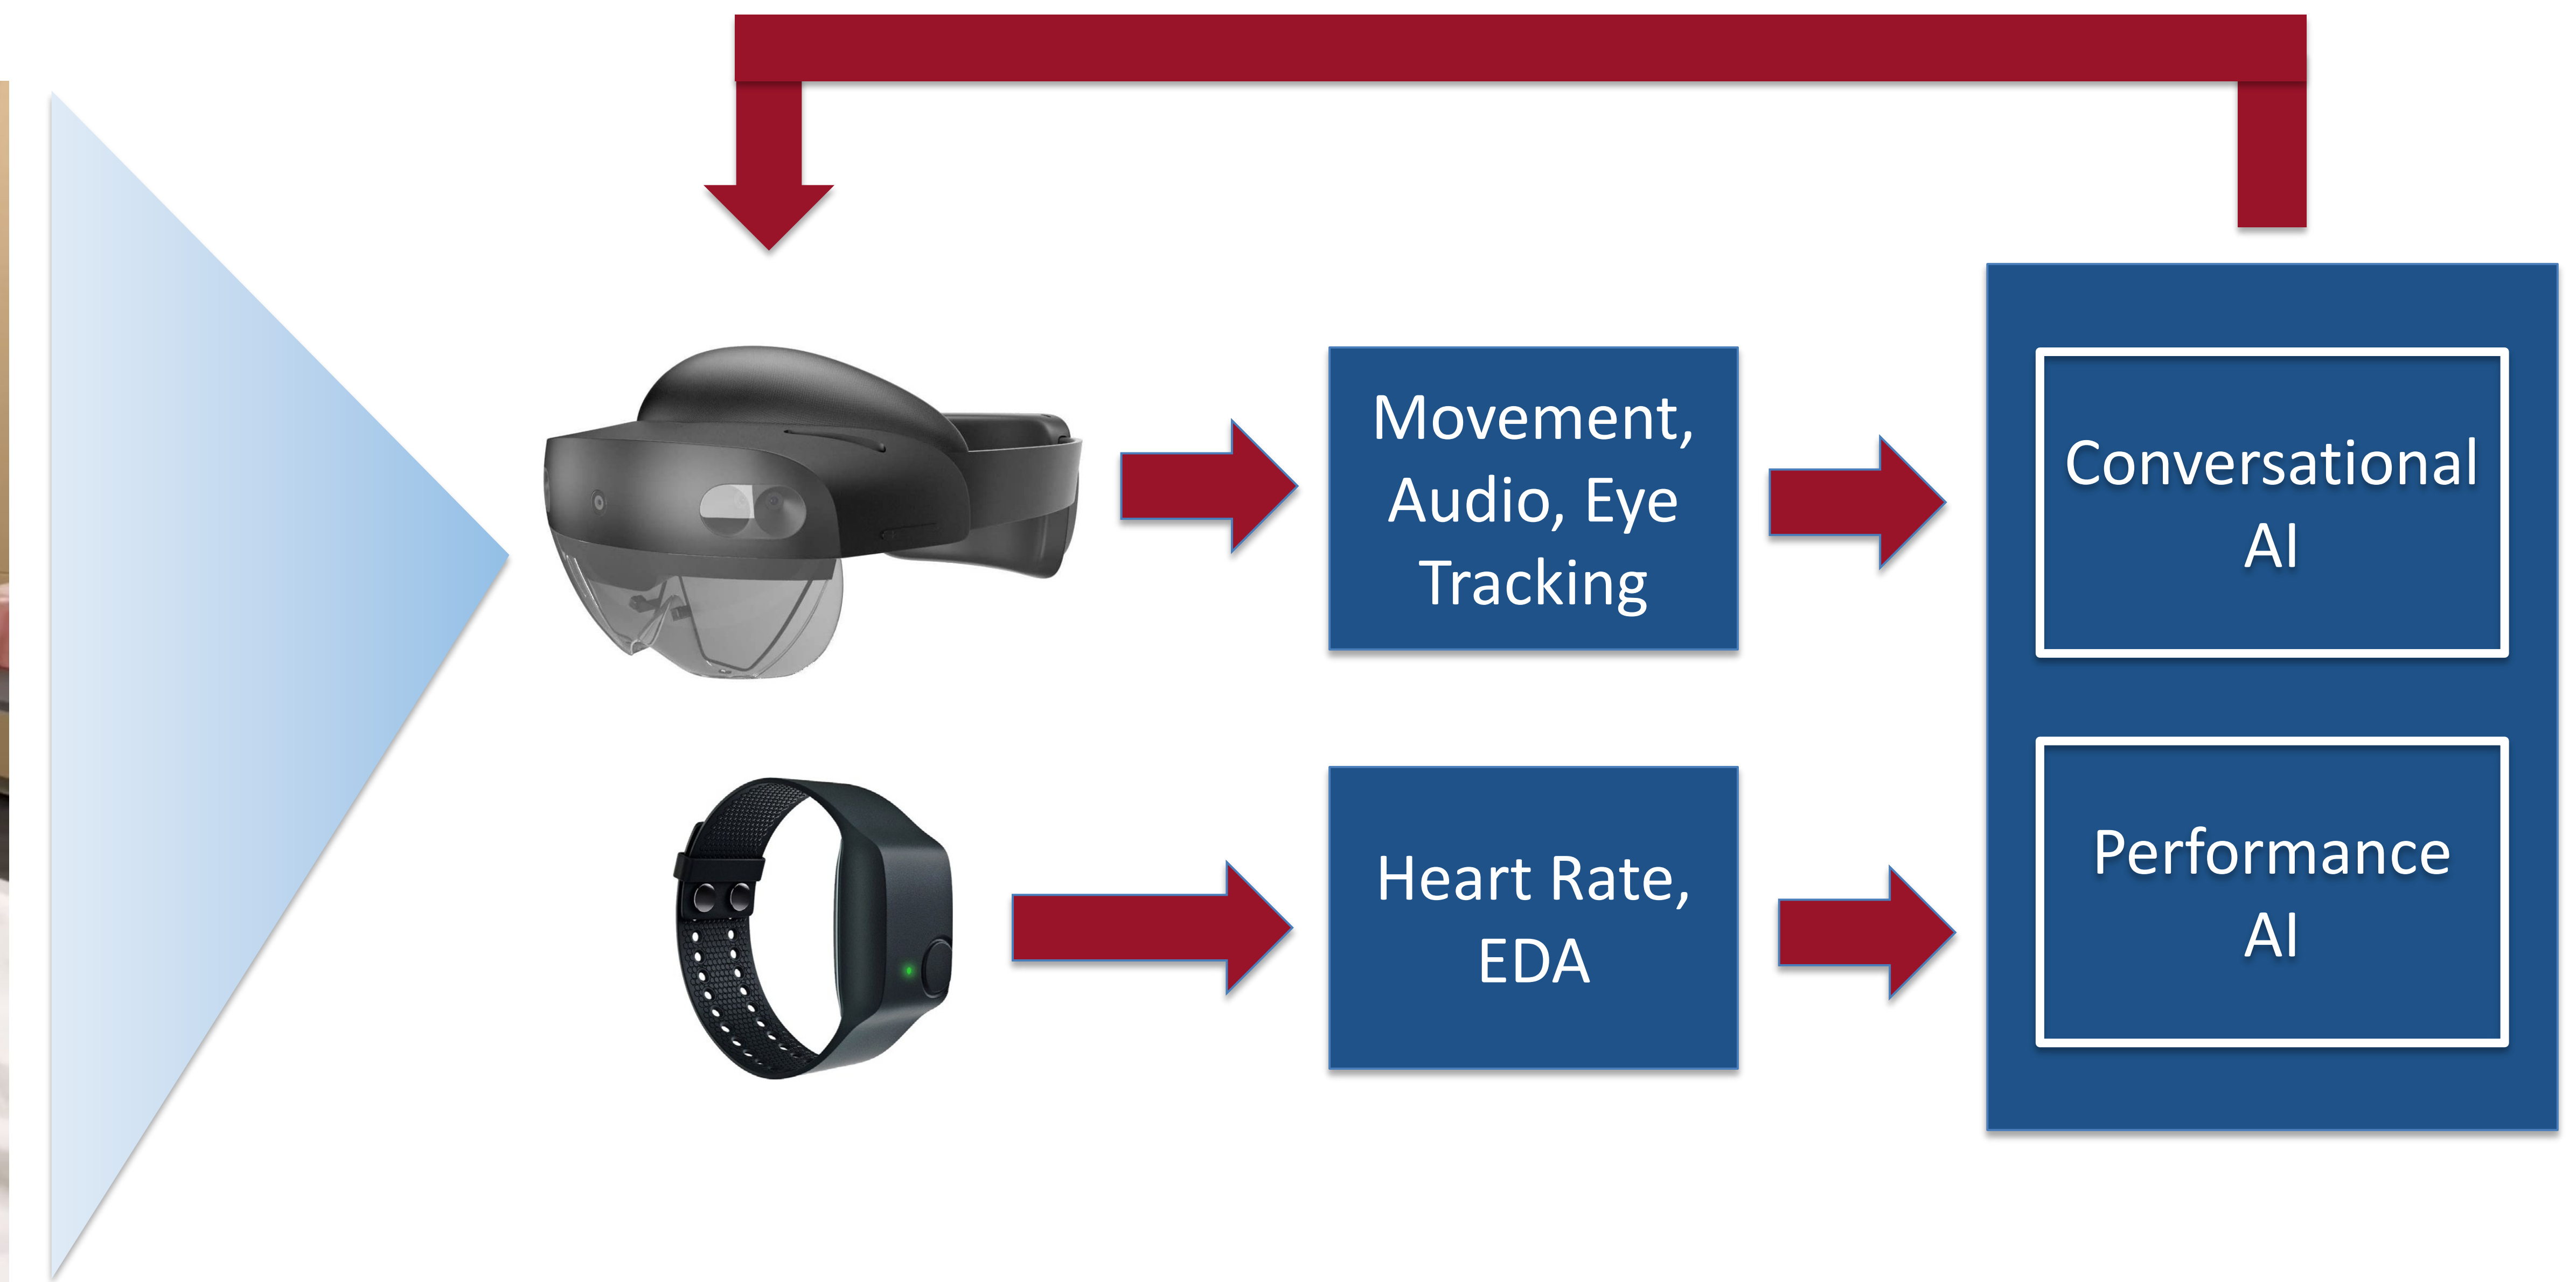 Movement,
Audio, Eye
Tracking
Conversational
AI
Heart Rate,
EDA
Performance
AI